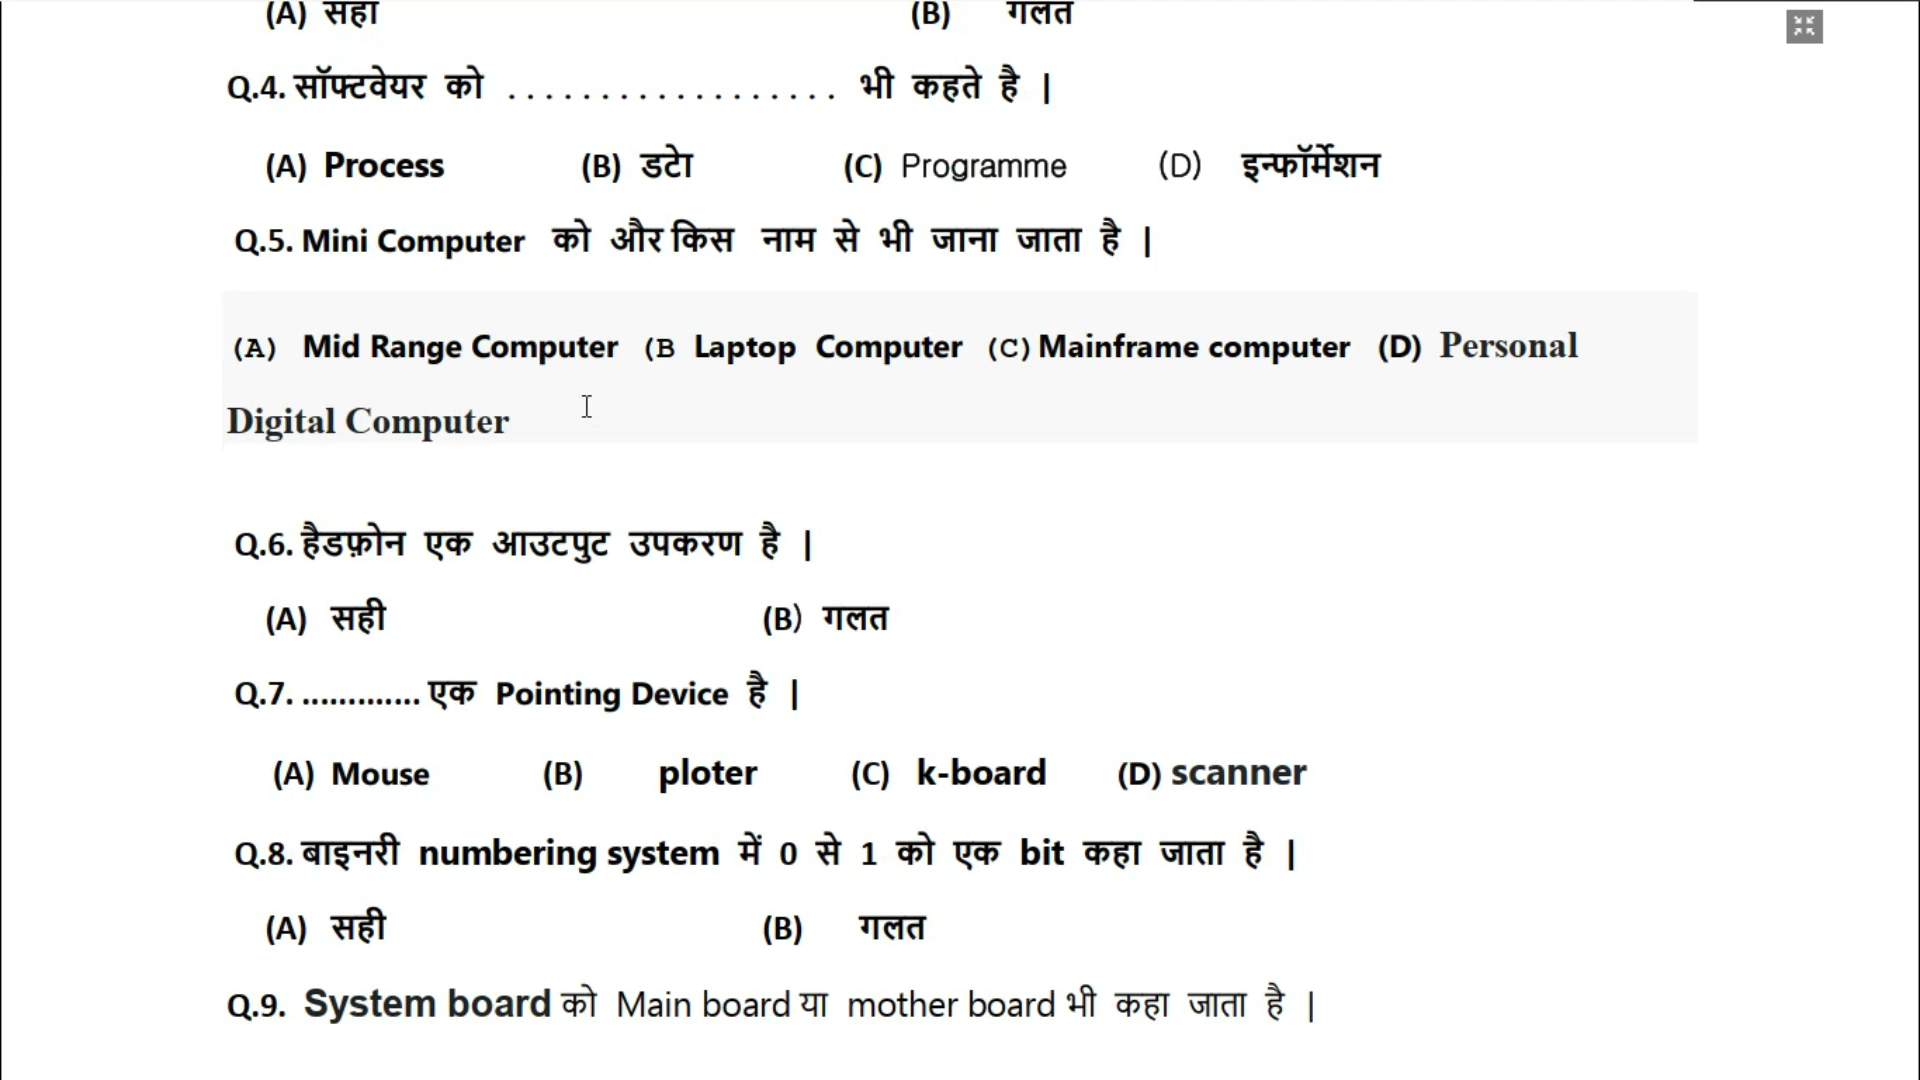 (A) सही (B) गलत
Q.4. सॉफ्टवेयर को .................. भी कहते है |
(A) Process (B) डटेा (C) Programme (D) इन्फॉर्मेशन
Q.5. Mini Computer को और किस नाम से भी जाना जाता है |
(A) Mid Range Computer (B Laptop Computer (C) Mainframe computer (D) Personal
Digital Computer
Q.6. हैडफ़ोन एक आउटपुट उपकरण है |
(A) सही (B) गलत
Q.7. ............. एक Pointing Device है |
(A) Mouse (B) ploter (C) k-board (D) scanner
Q.8. बाइनरी numbering system में 0 से 1 को एक bit कहा जाता है |
(A) सही (B) गलत
Q.9. System board को Main board या mother board भी कहा जाता है |